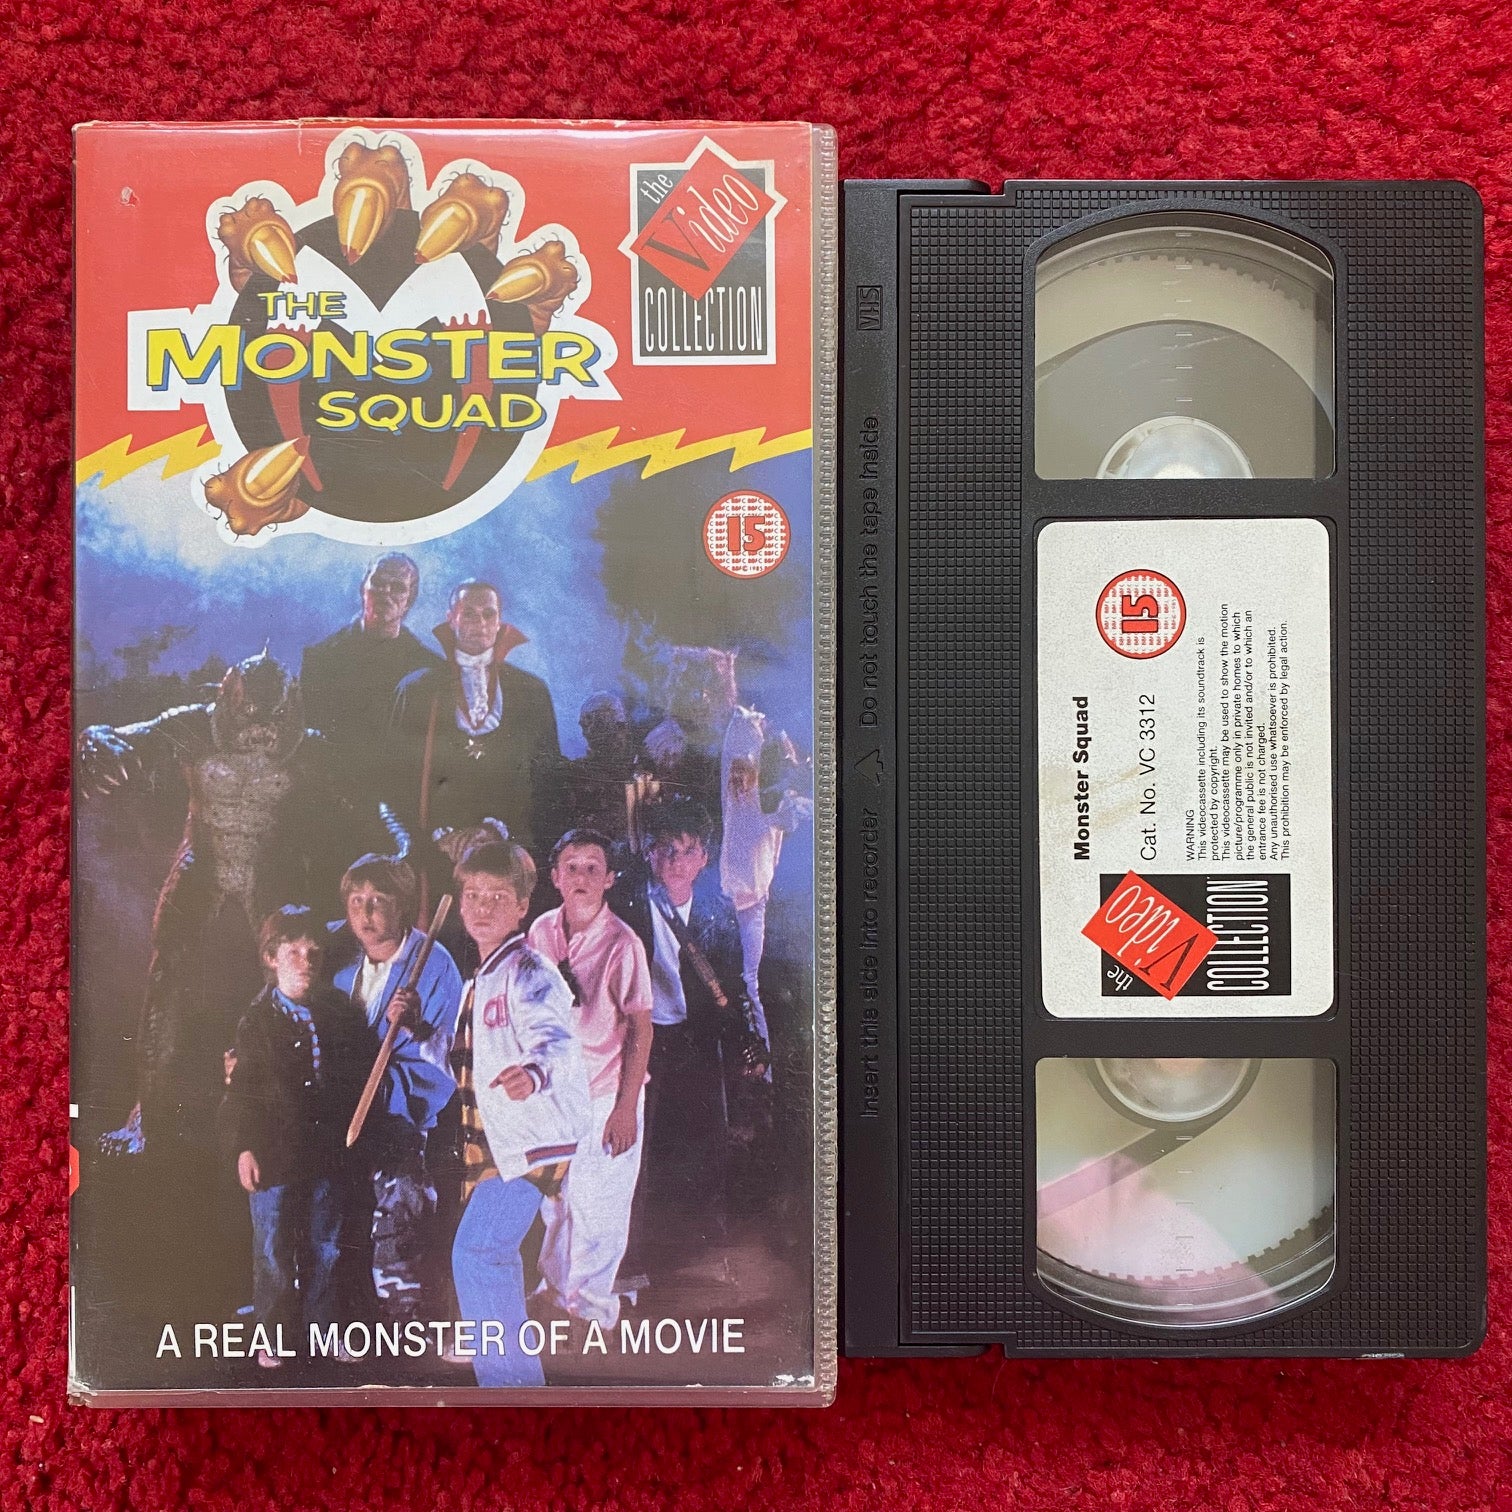 THE
MONSTER
SQUAD
the
Video
COLLECTION
15
A REAL MONSTER OF A MOVIE
VHS
Insert this side into recorder
Do not touch the tape inside
Monster Squad
Cat. No. VC 3312
15
WARNING
This videocassette including its soundtrack is
protected by copyright.
This videocassette may be used to show the motion
picture/programme only in private homes to which
the general public is not invited and/or to which an
entrance fee is not charged.
Any unauthorised use whatsoever is prohibited.
This prohibition may be enforced by legal action.
the
Video
COLLECTION